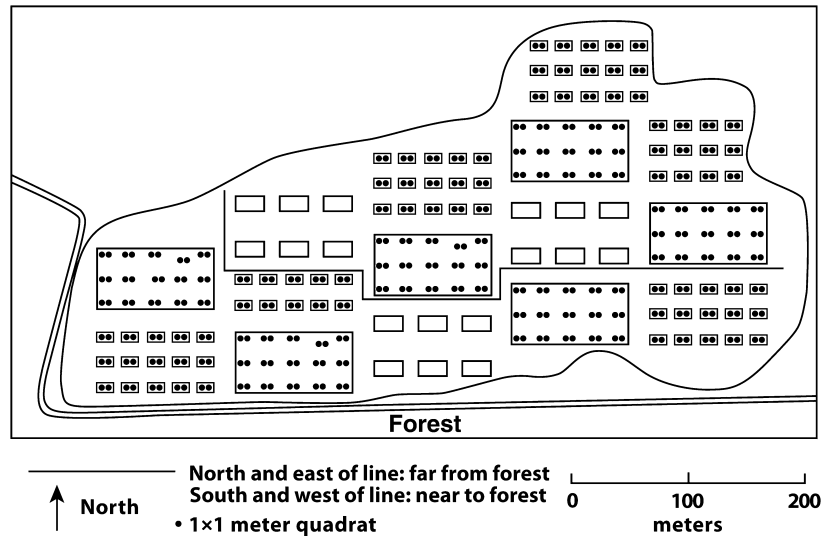 Forest
North and east of line: far from forest
South and west of line: near to forest
North
• 1×1 meter quadrat
0 100 200
meters